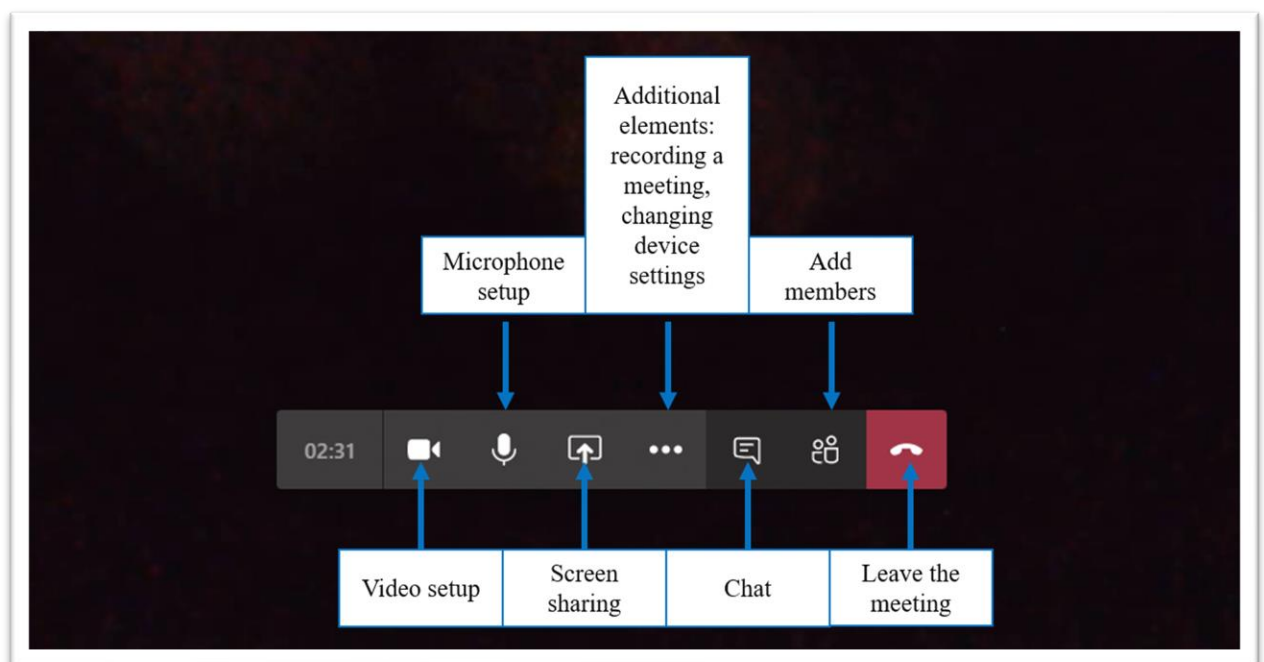 Additional
elements:
recording a
meeting,
changing
device
settings
Microphone
setup
Add
members
02:31
Video setup
Screen
sharing
Chat
Leave the
meeting